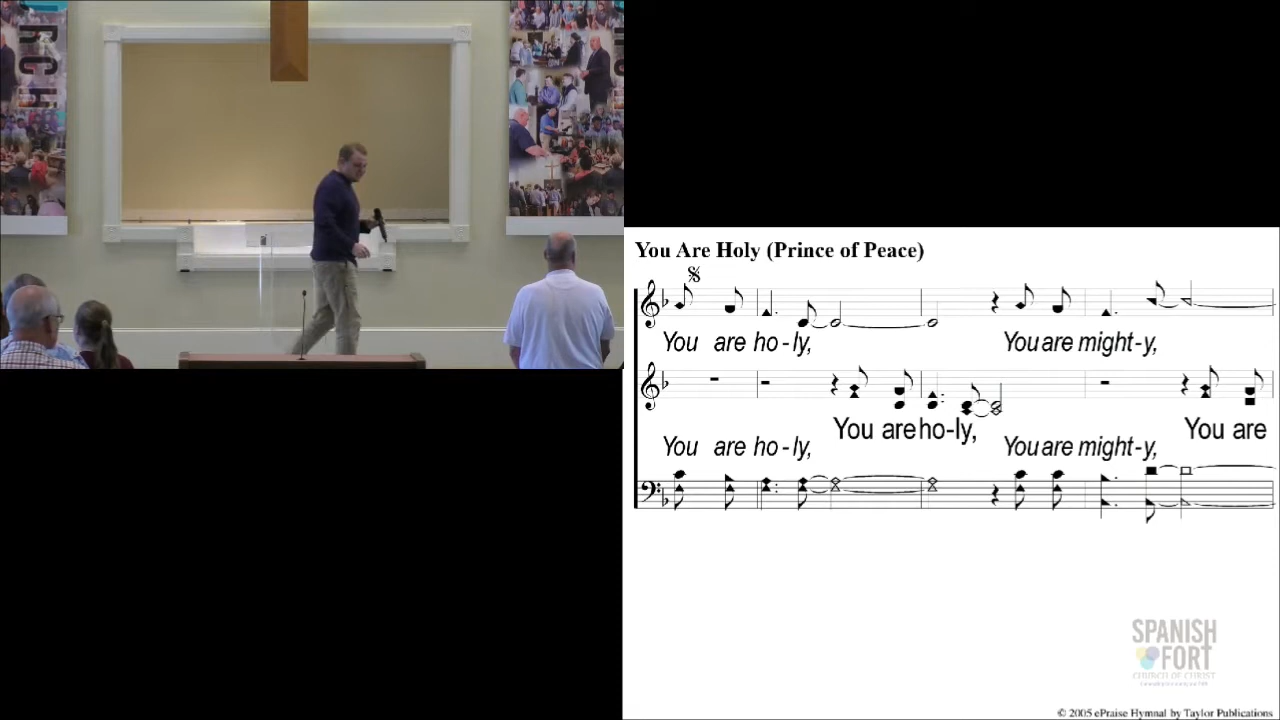 RCH
You Are Holy (Prince of Peace)
You are ho-ly, You are might-y,
You are ho-ly, You are
You are ho-ly, You are might-y,
SPANISH
FORT
CHURCH OF CHRIST
© 2005 ePraise Hymnal by Taylor Publications